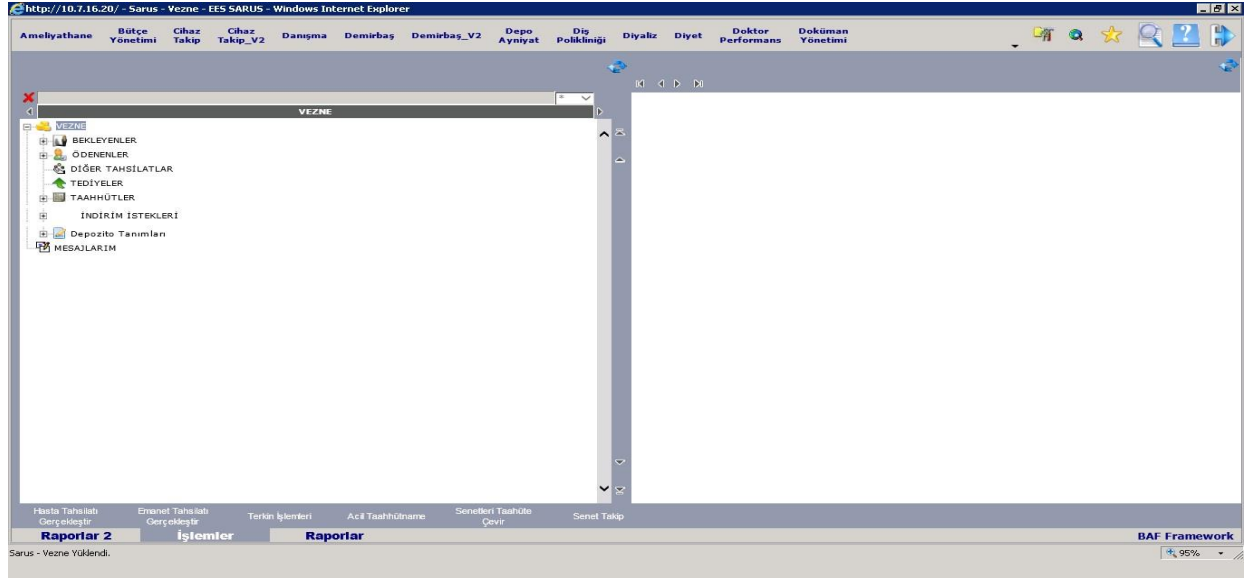 http://10.7.16.20/ - Sarus - Vezne - EES SARUS - Windows Internet Explorer
Ameliyathane Bütçe Yönetimi Cihaz Takip Cihaz Takip_V2 Danışma Demirbaş Demirbaş_V2 Depo Ayniyat Diş Polikliniği Diyaliz Diyet Doktor Performans Doküman Yönetimi
VEZNE
VEZNE
BEKLEYENLER
ÖDENENLER
DİĞER TAHSİLATLAR
TEDİYELER
TAAHHÜTLER
İNDİRİM İSTEKLERİ
Depozito Tanımları
MESAJLARIM
Hasta Tahsilatı Gerçekleştir Emanet Tahsilatı Gerçekleştir Terkin İşlemleri Acil Taahhütname Senetleri Taahüte Çevir Senet Takip
Raporlar 2 İşlemler Raporlar BAF Framework
Sarus - Vezne Yüklendi. 95%